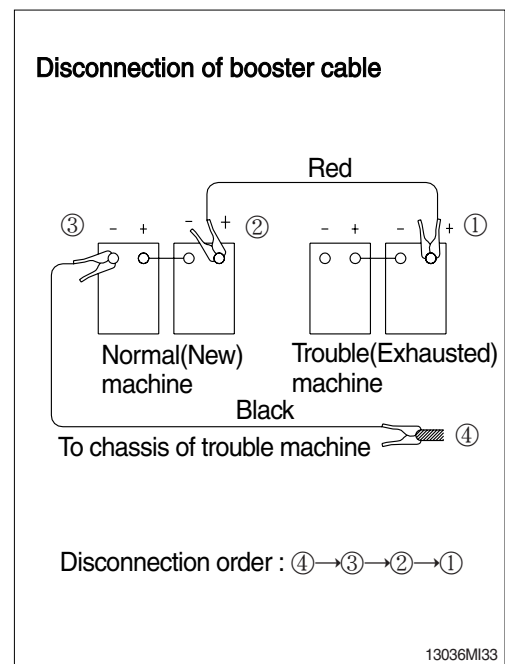 Disconnection of booster cable
Red
③ - + - + ② - + - + ①
Normal(New)
machine
Trouble(Exhausted)
machine
Black
To chassis of trouble machine ④
Disconnection order : ④→③→②→①
13036MI33